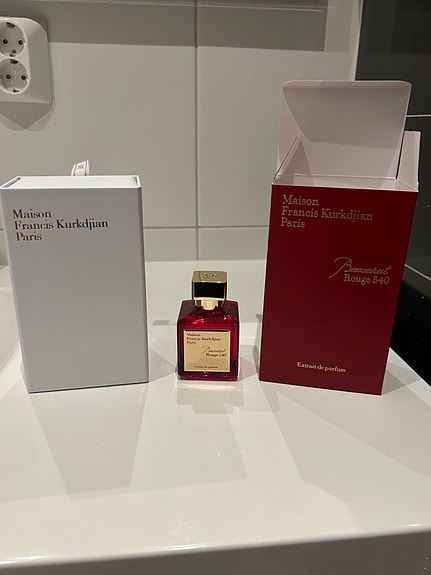 Maison
Francis Kurkdjian
Paris
Maison
Francis Kurkdjian
Paris
Baccarat
Rouge 540
Extrait de parfum
Maison
Francis Kurkdjian
Paris
Baccarat
Rouge 540
Extrait de parfum